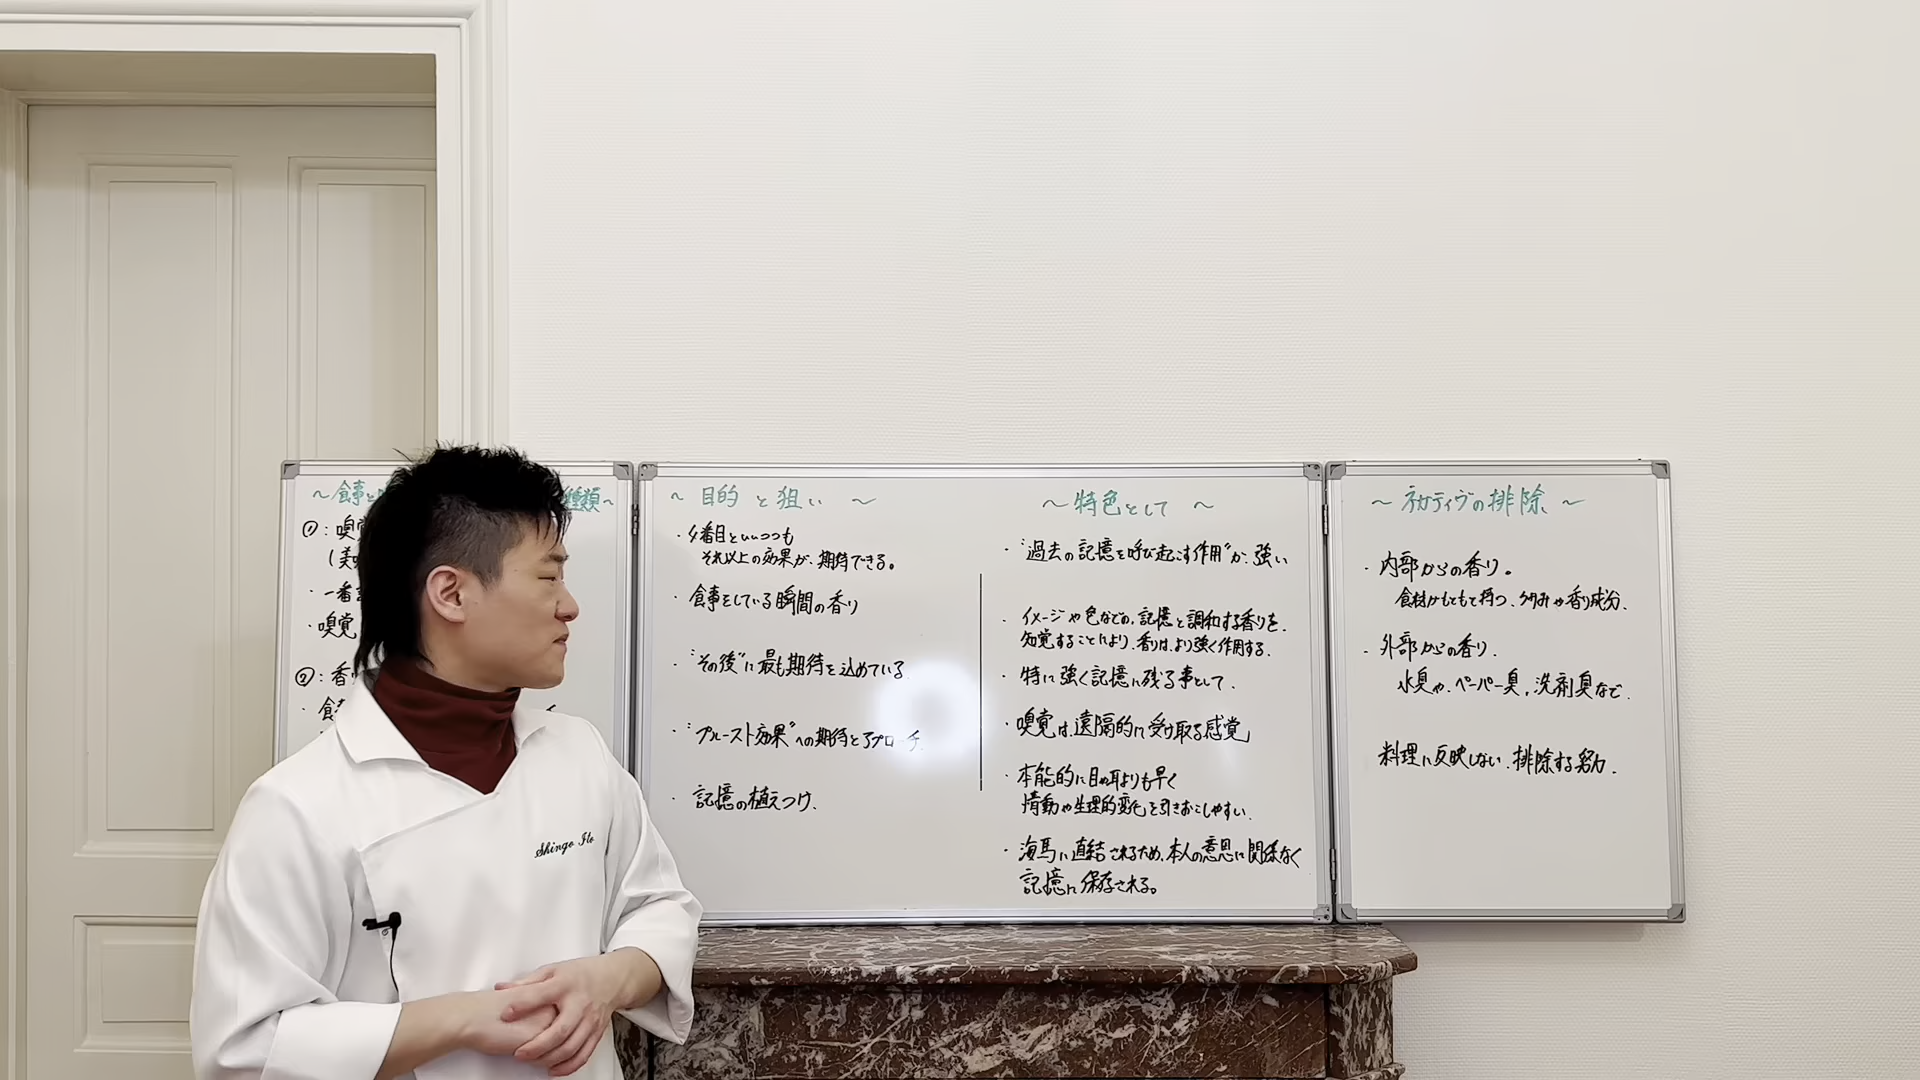 ～食事と
種類～
①：嗅覚
（美味
・一番
・嗅覚
②：香
・食
～ 目的 と 狙い ～
・4番目といいつつも
それ以上の効果が、期待できる。
・食事をしている瞬間の香り
・"その後"に最も期待を込めている
・"プルースト効果"への期待とアプローチ.
・記憶の植えつけ.
～特色として ～
・"過去の記憶を呼び起こす作用"が、強い
・イメージや色などの、記憶と調和する香りを.
知覚することにより、香りは、より強く作用する.
・特に強く記憶に残る事として.
・嗅覚は、遠隔的に受け取る感覚
・本能的に目や耳よりも早く
情動や生理的変化を引きおこしやすい.
・海馬に直結されるため、本人の意思に関係なく
記憶に保存される。
～ ネガティヴの排除 ～
・内部からの香り。
食材がもともと持つ、クサみや香り成分.
・外部からの香り.
水臭や、ペーパー臭, 洗剤臭など.
料理に反映しない、排除する努力.
Shingo Ito